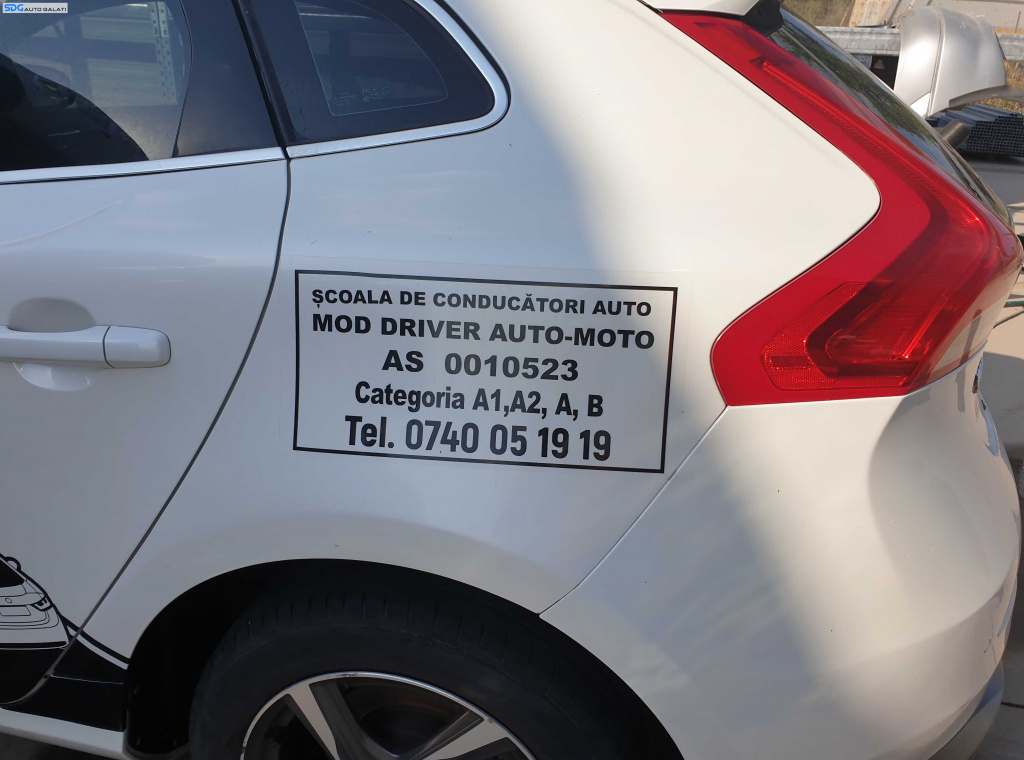 SDG AUTO GALATI
ȘCOALA DE CONDUCĂTORI AUTO
MOD DRIVER AUTO-MOTO
AS 0010523
Categoria A1,A2, A, B
Tel. 0740 05 19 19